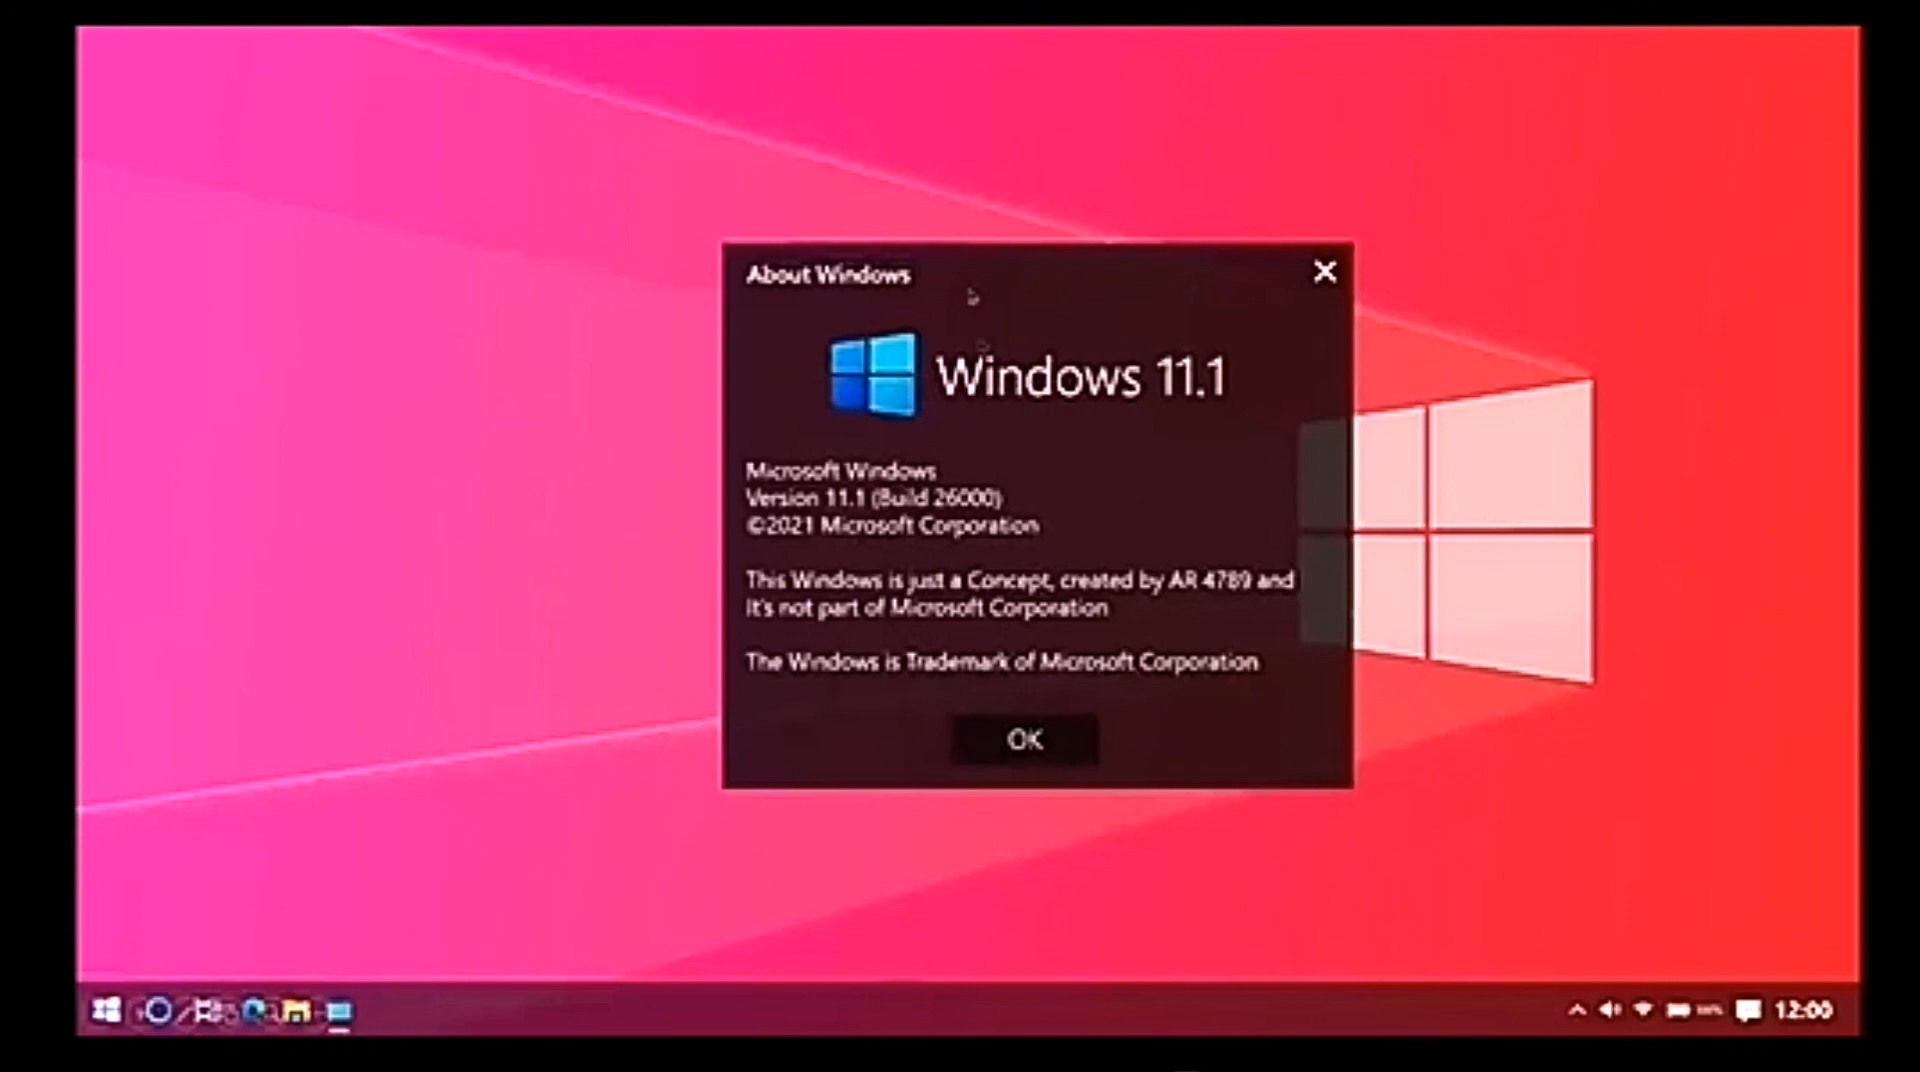 About Windows
Windows 11.1
Microsoft Windows
Version 11.1 (Build 26000)
©2021 Microsoft Corporation
This Windows is just a Concept, created by AR 4789 and
It's not part of Microsoft Corporation
The Windows is Trademark of Microsoft Corporation
OK
12:00